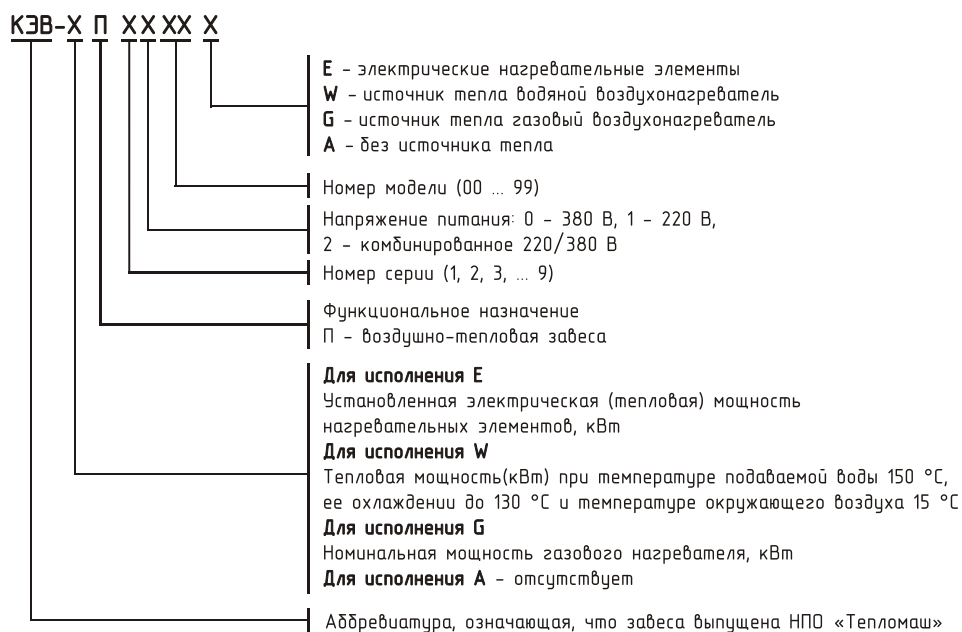 КЭВ-Х П ХХ ХХ Х
E – электрические нагревательные элементы
W – источник тепла водяной воздухонагреватель
G – источник тепла газовый воздухонагреватель
A – без источника тепла
Номер модели (00 ... 99)
Напряжение питания: 0 – 380 В, 1 – 220 В,
2 – комбинированное 220/380 В
Номер серии (1, 2, 3, ... 9)
Функциональное назначение
П – воздушно-тепловая завеса
Для исполнения E
Установленная электрическая (тепловая) мощность
нагревательных элементов, кВт
Для исполнения W
Тепловая мощность(кВт) при температуре подаваемой воды 150 °C,
ее охлаждении до 130 °C и температуре окружающего воздуха 15 °C
Для исполнения G
Номинальная мощность газового нагревателя, кВт
Для исполнения A – отсутствует
Аббревиатура, означающая, что завеса выпущена НПО «Тепломаш»